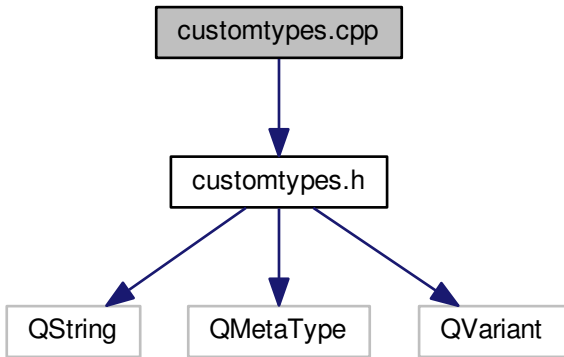 customtypes.cpp
customtypes.h
QString
QMetaType
QVariant